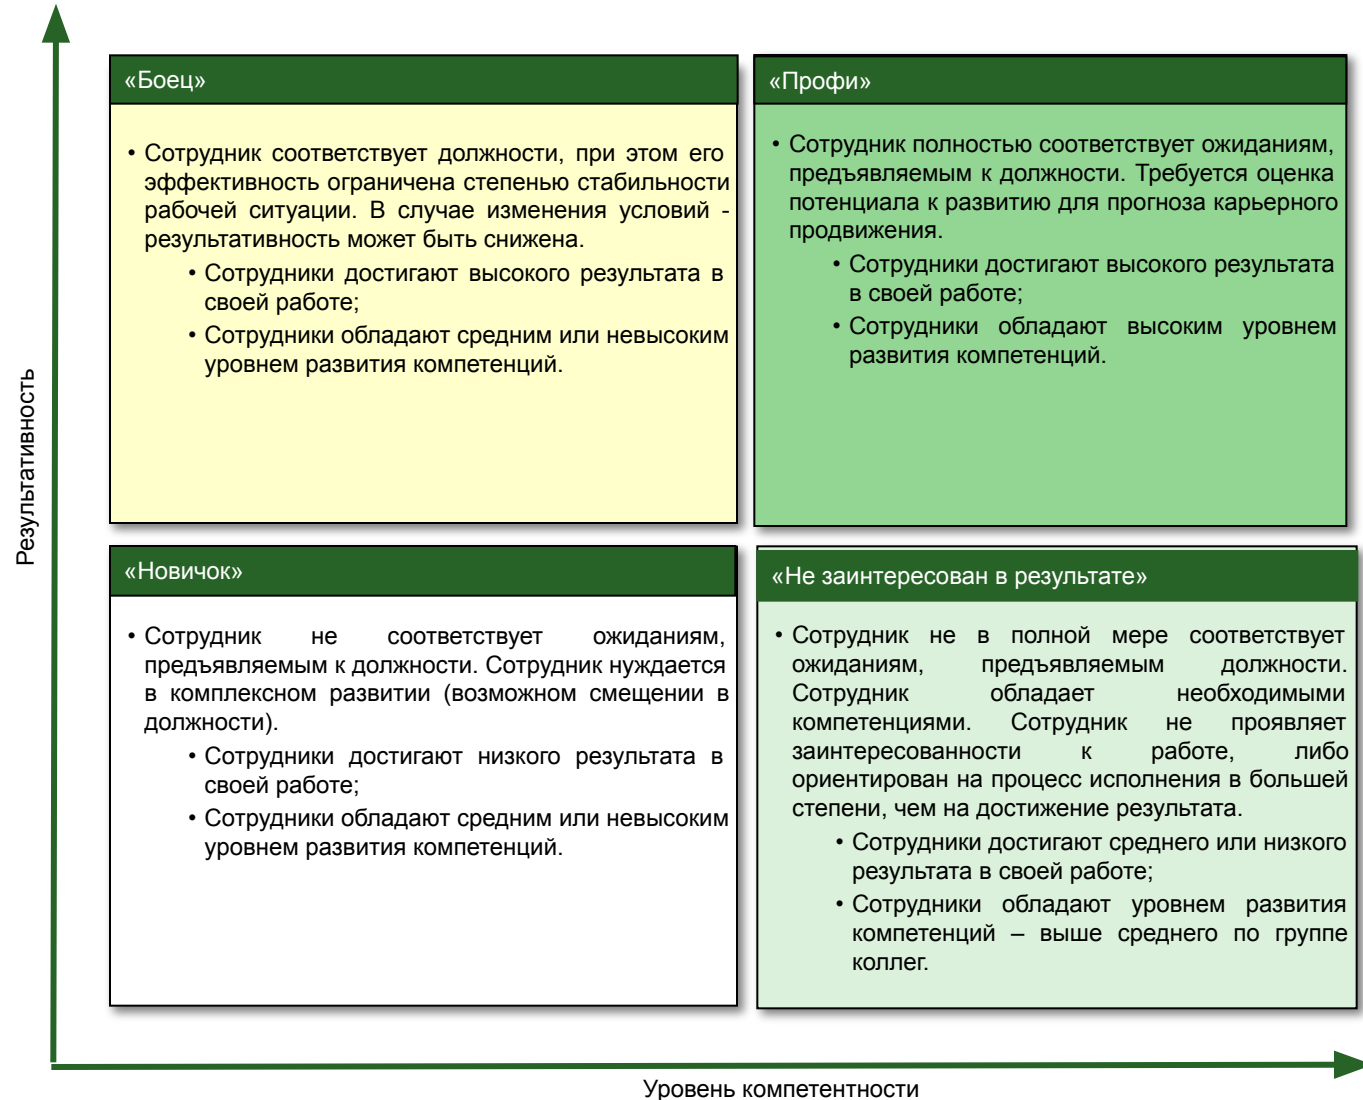 Результативность
«Боец»
• Сотрудник соответствует должности, при этом его
эффективность ограничена степенью стабильности
рабочей ситуации. В случае изменения условий -
результативность может быть снижена.
• Сотрудники достигают высокого результата в
своей работе;
• Сотрудники обладают средним или невысоким
уровнем развития компетенций.
«Профи»
• Сотрудник полностью соответствует ожиданиям,
предъявляемым к должности. Требуется оценка
потенциала к развитию для прогноза карьерного
продвижения.
• Сотрудники достигают высокого результата
в своей работе;
• Сотрудники обладают высоким уровнем
развития компетенций.
«Новичок»
• Сотрудник не соответствует ожиданиям,
предъявляемым к должности. Сотрудник нуждается
в комплексном развитии (возможном смещении в
должности).
• Сотрудники достигают низкого результата в
своей работе;
• Сотрудники обладают средним или невысоким
уровнем развития компетенций.
«Не заинтересован в результате»
• Сотрудник не в полной мере соответствует
ожиданиям, предъявляемым должности.
Сотрудник обладает необходимыми
компетенциями. Сотрудник не проявляет
заинтересованности к работе, либо
ориентирован на процесс исполнения в большей
степени, чем на достижение результата.
• Сотрудники достигают среднего или низкого
результата в своей работе;
• Сотрудники обладают уровнем развития
компетенций – выше среднего по группе
коллег.
Уровень компетентности